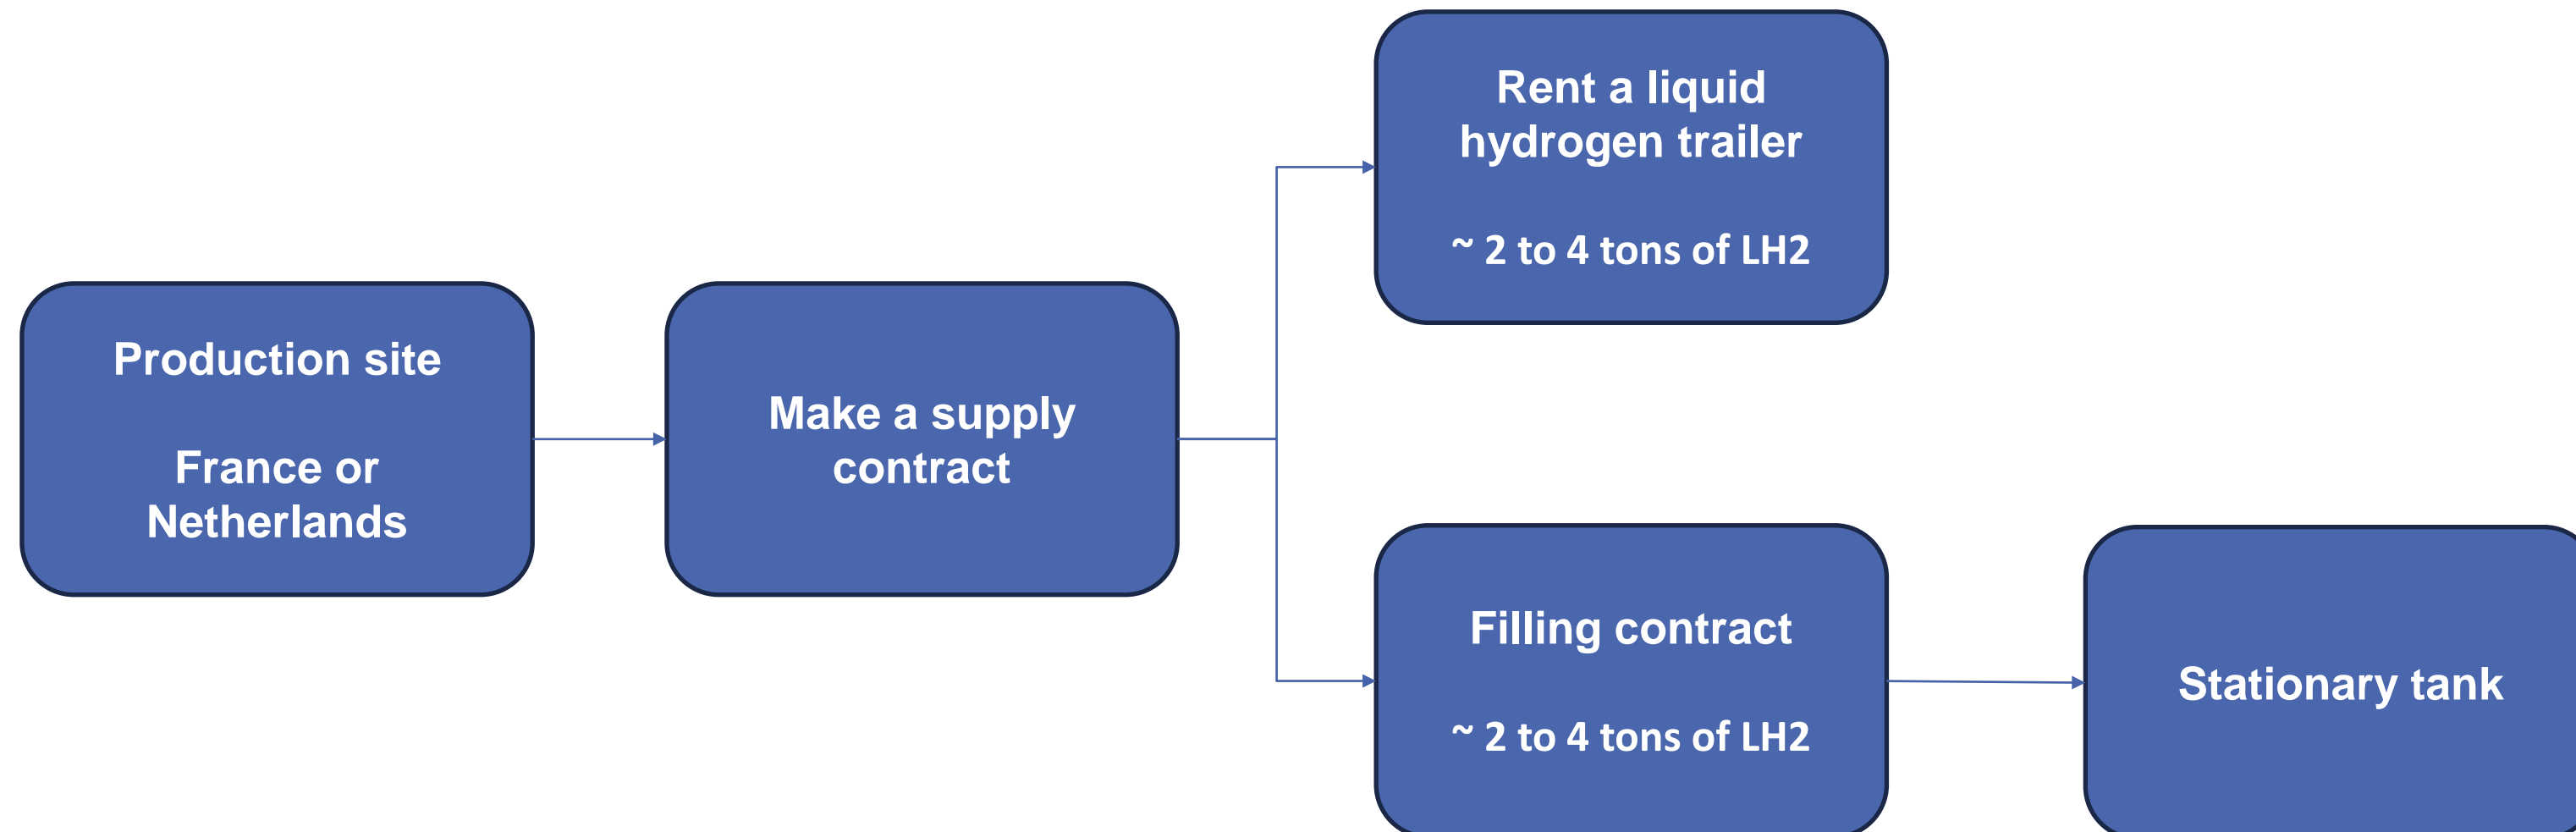 Production site
France or
Netherlands
Make a supply
contract
Rent a liquid
hydrogen trailer
~ 2 to 4 tons of LH2
Filling contract
~ 2 to 4 tons of LH2
Stationary tank